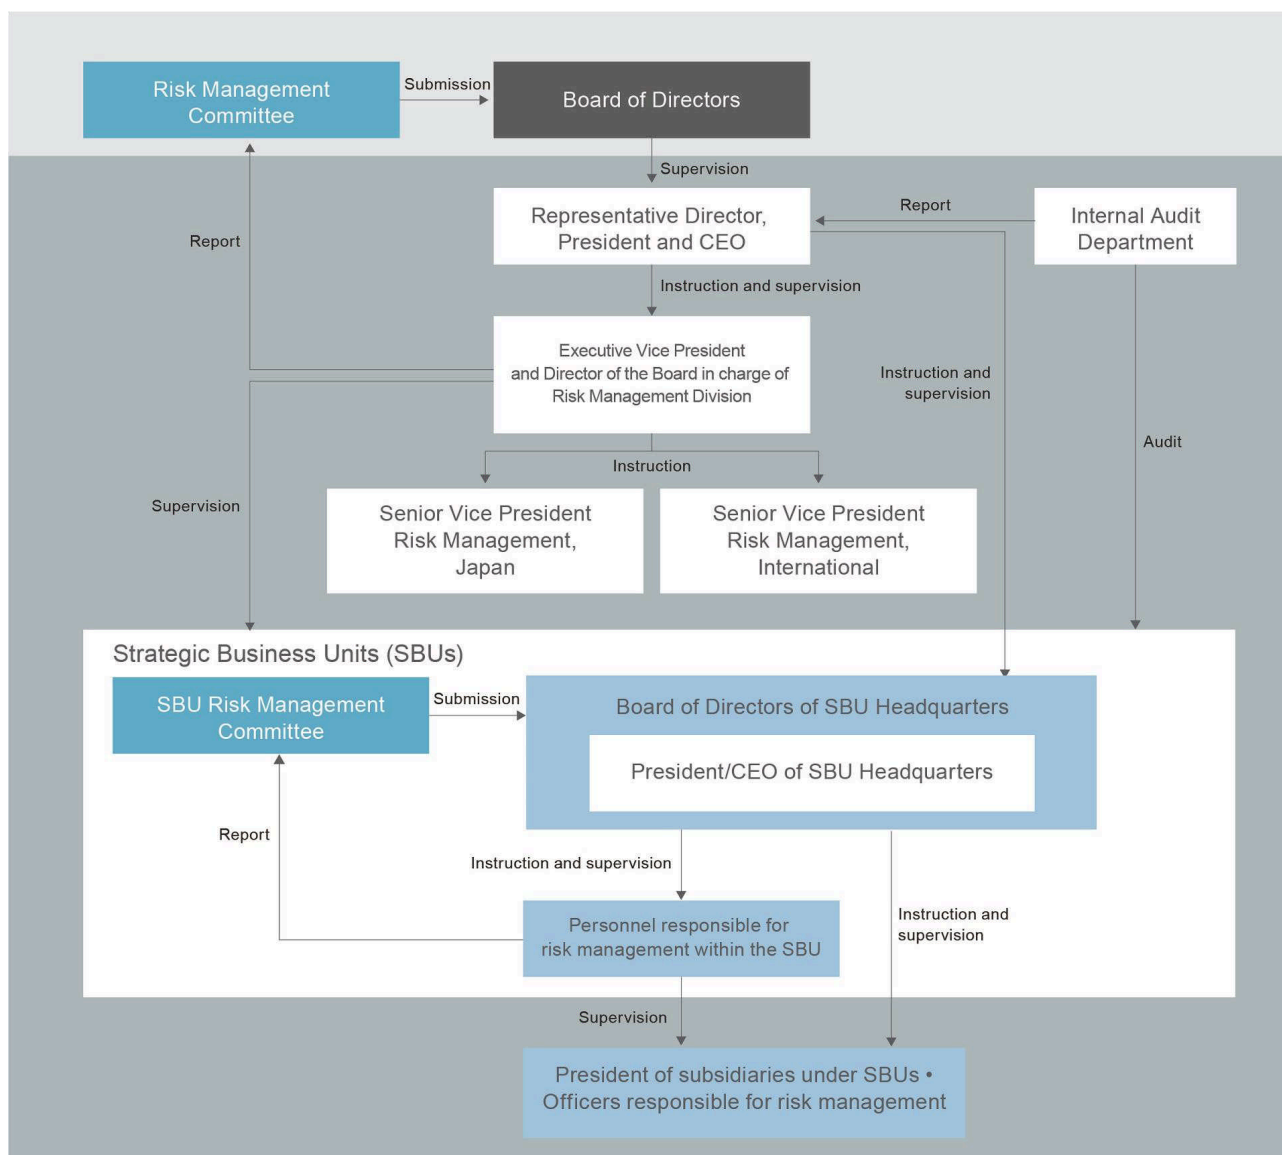 Risk Management
Committee
Submission
Board of Directors
Supervision
Representative Director,
President and CEO
Report
Internal Audit
Department
Report
Instruction and supervision
Executive Vice President
and Director of the Board in charge of
Risk Management Division
Instruction and
supervision
Audit
Instruction
Supervision
Senior Vice President
Risk Management,
Japan
Senior Vice President
Risk Management,
International
Strategic Business Units (SBUs)
SBU Risk Management
Committee
Submission
Board of Directors of SBU Headquarters
President/CEO of SBU Headquarters
Report
Instruction and supervision
Personnel responsible for
risk management within the SBU
Instruction and
supervision
Supervision
President of subsidiaries under SBUs •
Officers responsible for risk management